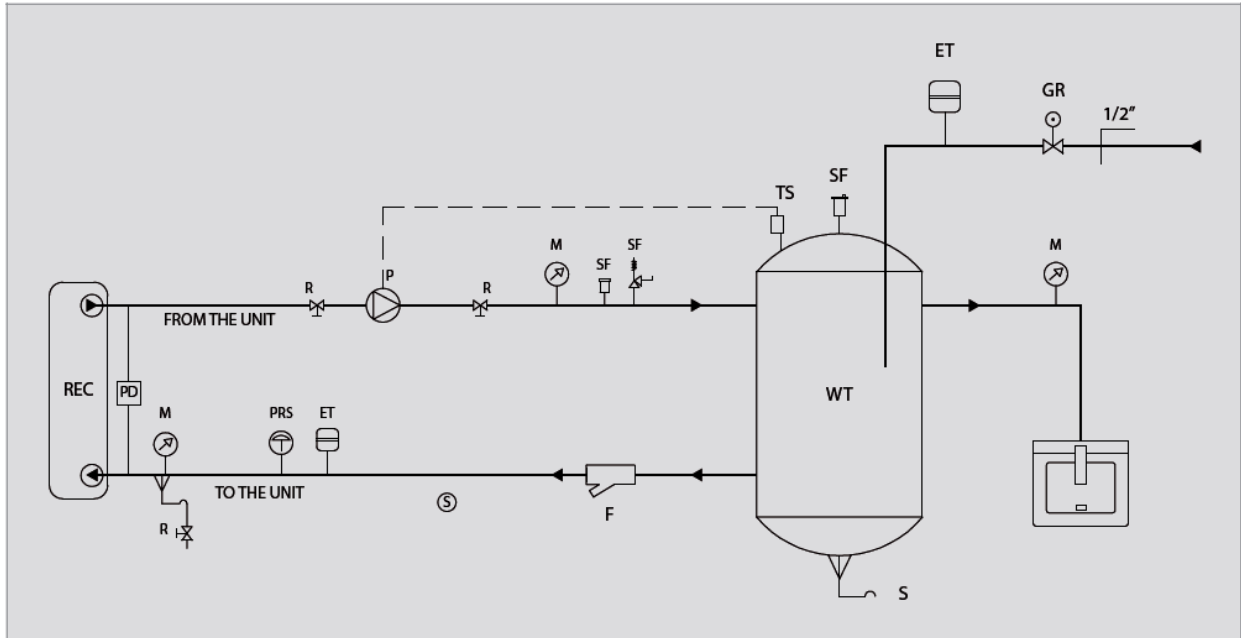 ET
GR
1/2"
TS
SF
M
SF
SF
M
R
P
R
FROM THE UNIT
REC
PD
WT
M
PRS
ET
TO THE UNIT
S
F
R
S